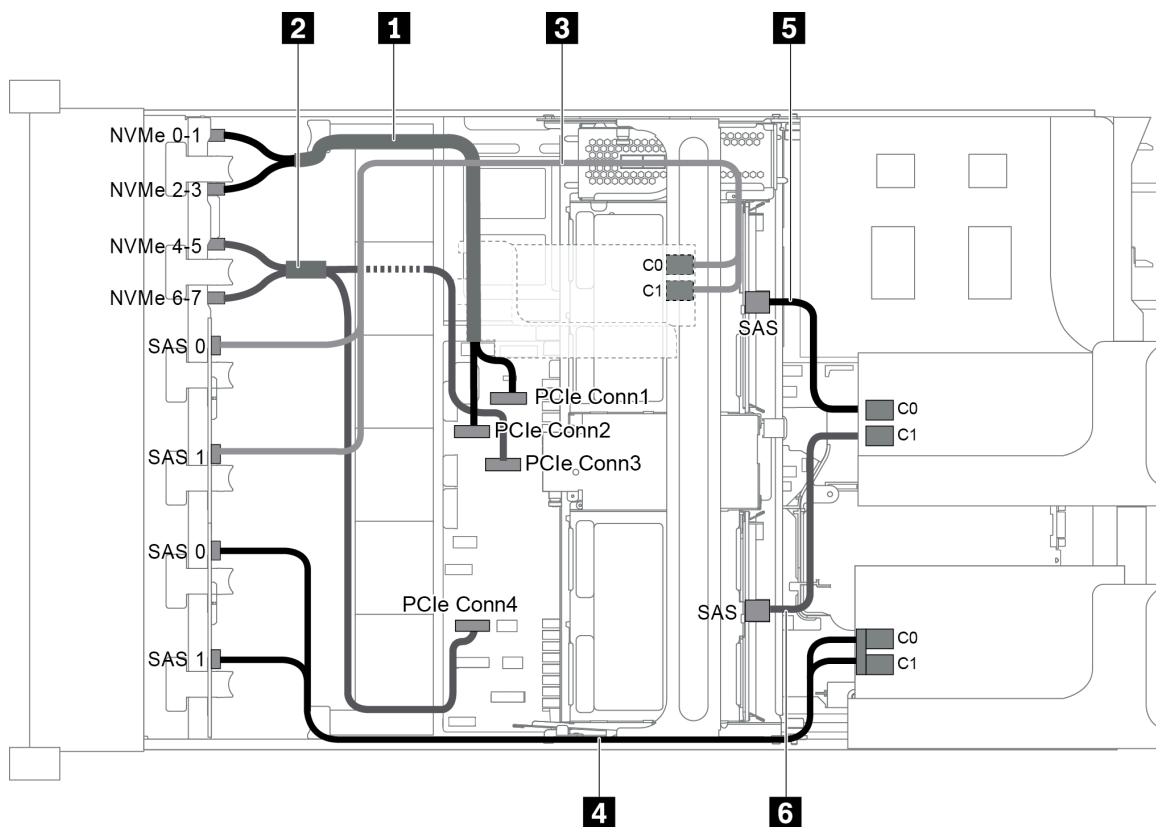 2 1 3 5
NVMe 0-1
NVMe 2-3
NVMe 4-5
NVMe 6-7
C0
C1
SAS
SAS 0
PCIe Conn1
C0
PCIe Conn2
C1
SAS 1
PCIe Conn3
SAS 0
PCIe Conn4
SAS
C0
SAS 1
C1
4 6